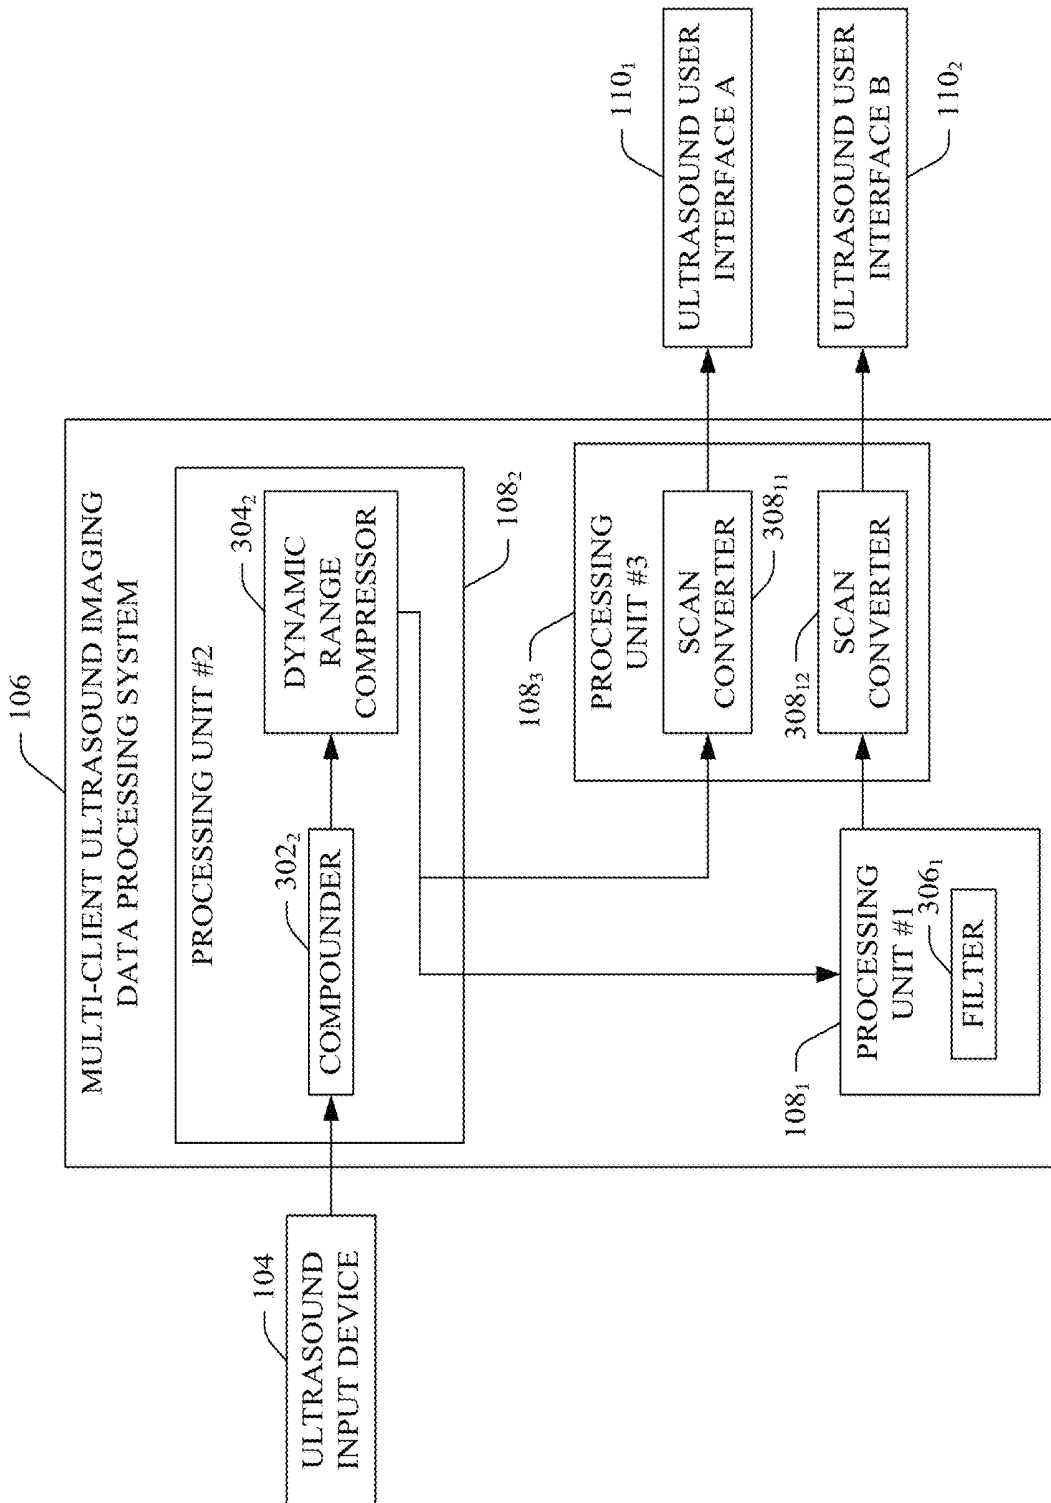 106
MULTI-CLIENT ULTRASOUND IMAGING
DATA PROCESSING SYSTEM
104
ULTRASOUND
INPUT DEVICE
PROCESSING UNIT #2
302₂
COMPOUNDER
304₂
DYNAMIC
RANGE
COMPRESSOR
108₂
108₃
PROCESSING
UNIT #3
SCAN
CONVERTER
308₁₁
308₁₂
SCAN
CONVERTER
108₁
PROCESSING
UNIT #1
306₁
FILTER
110₁
ULTRASOUND USER
INTERFACE A
110₂
ULTRASOUND USER
INTERFACE B